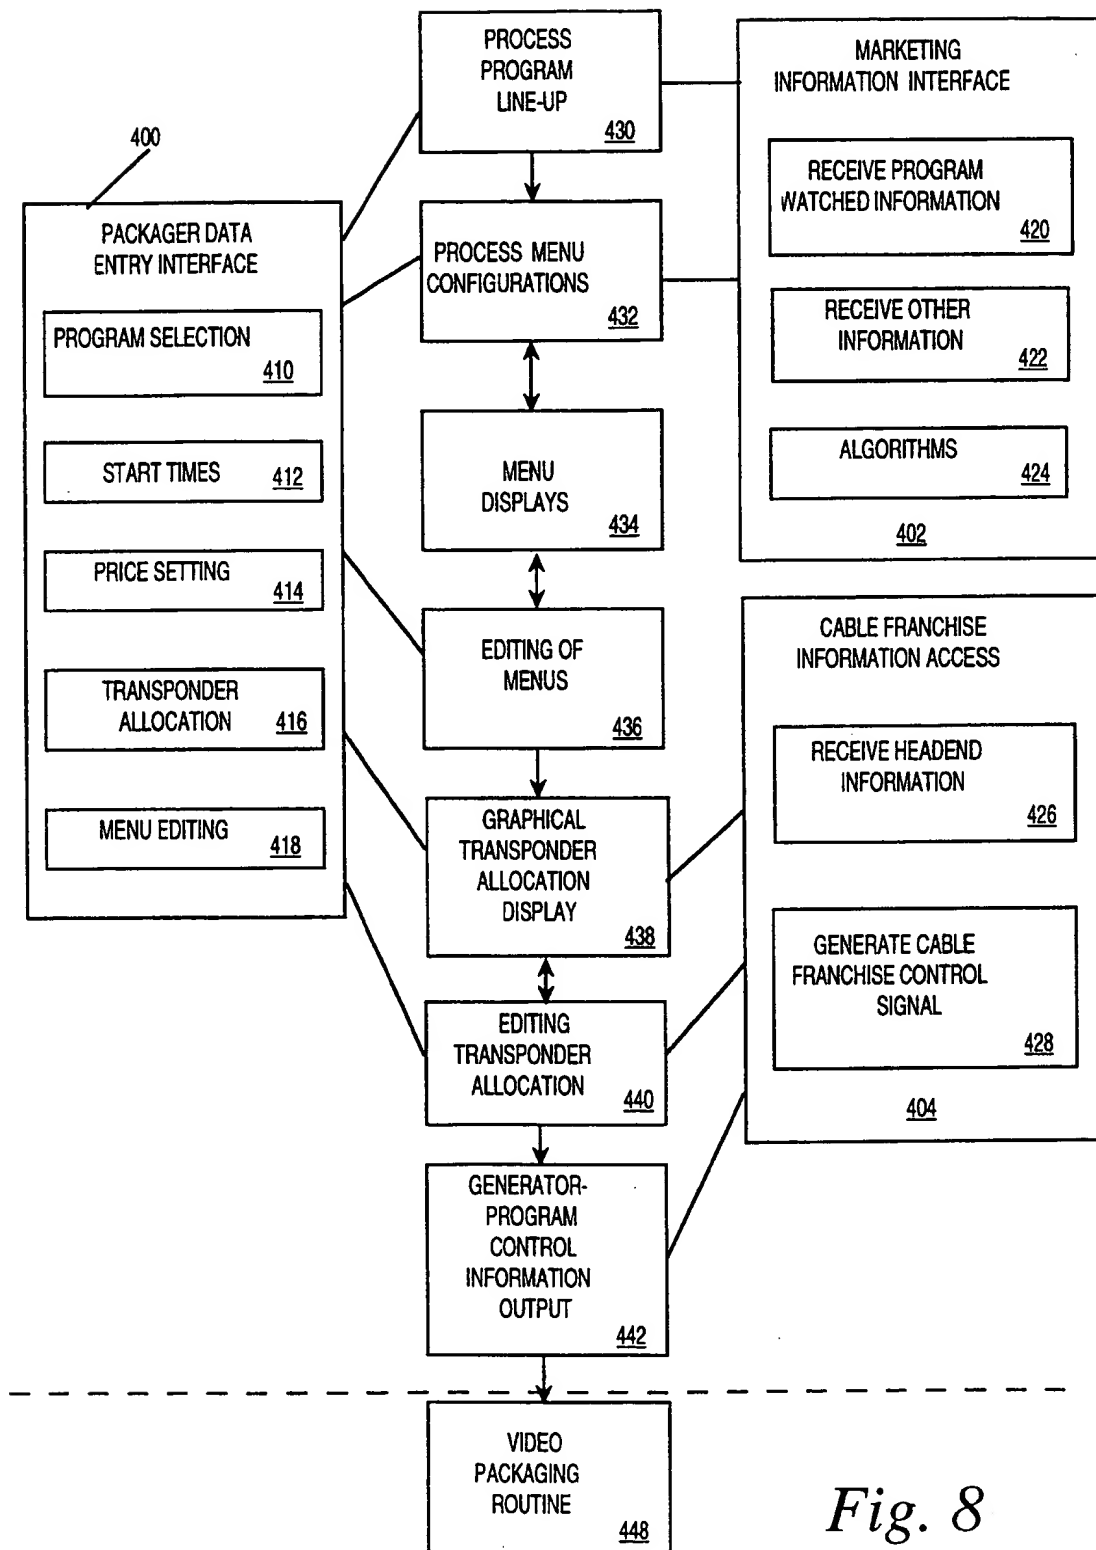 PROCESS
PROGRAM
LINE-UP
430
400
PACKAGER DATA
ENTRY INTERFACE
PROGRAM SELECTION
410
START TIMES
412
PRICE SETTING
414
TRANSPONDER
ALLOCATION
416
MENU EDITING
418
PROCESS MENU
CONFIGURATIONS
432
MENU
DISPLAYS
434
EDITING OF
MENUS
436
GRAPHICAL
TRANSPONDER
ALLOCATION
DISPLAY
438
EDITING
TRANSPONDER
ALLOCATION
440
GENERATOR-
PROGRAM
CONTROL
INFORMATION
OUTPUT
442
VIDEO
PACKAGING
ROUTINE
448
MARKETING
INFORMATION INTERFACE
RECEIVE PROGRAM
WATCHED INFORMATION
420
RECEIVE OTHER
INFORMATION
422
ALGORITHMS
424
402
CABLE FRANCHISE
INFORMATION ACCESS
RECEIVE HEADEND
INFORMATION
426
GENERATE CABLE
FRANCHISE CONTROL
SIGNAL
428
404
Fig. 8